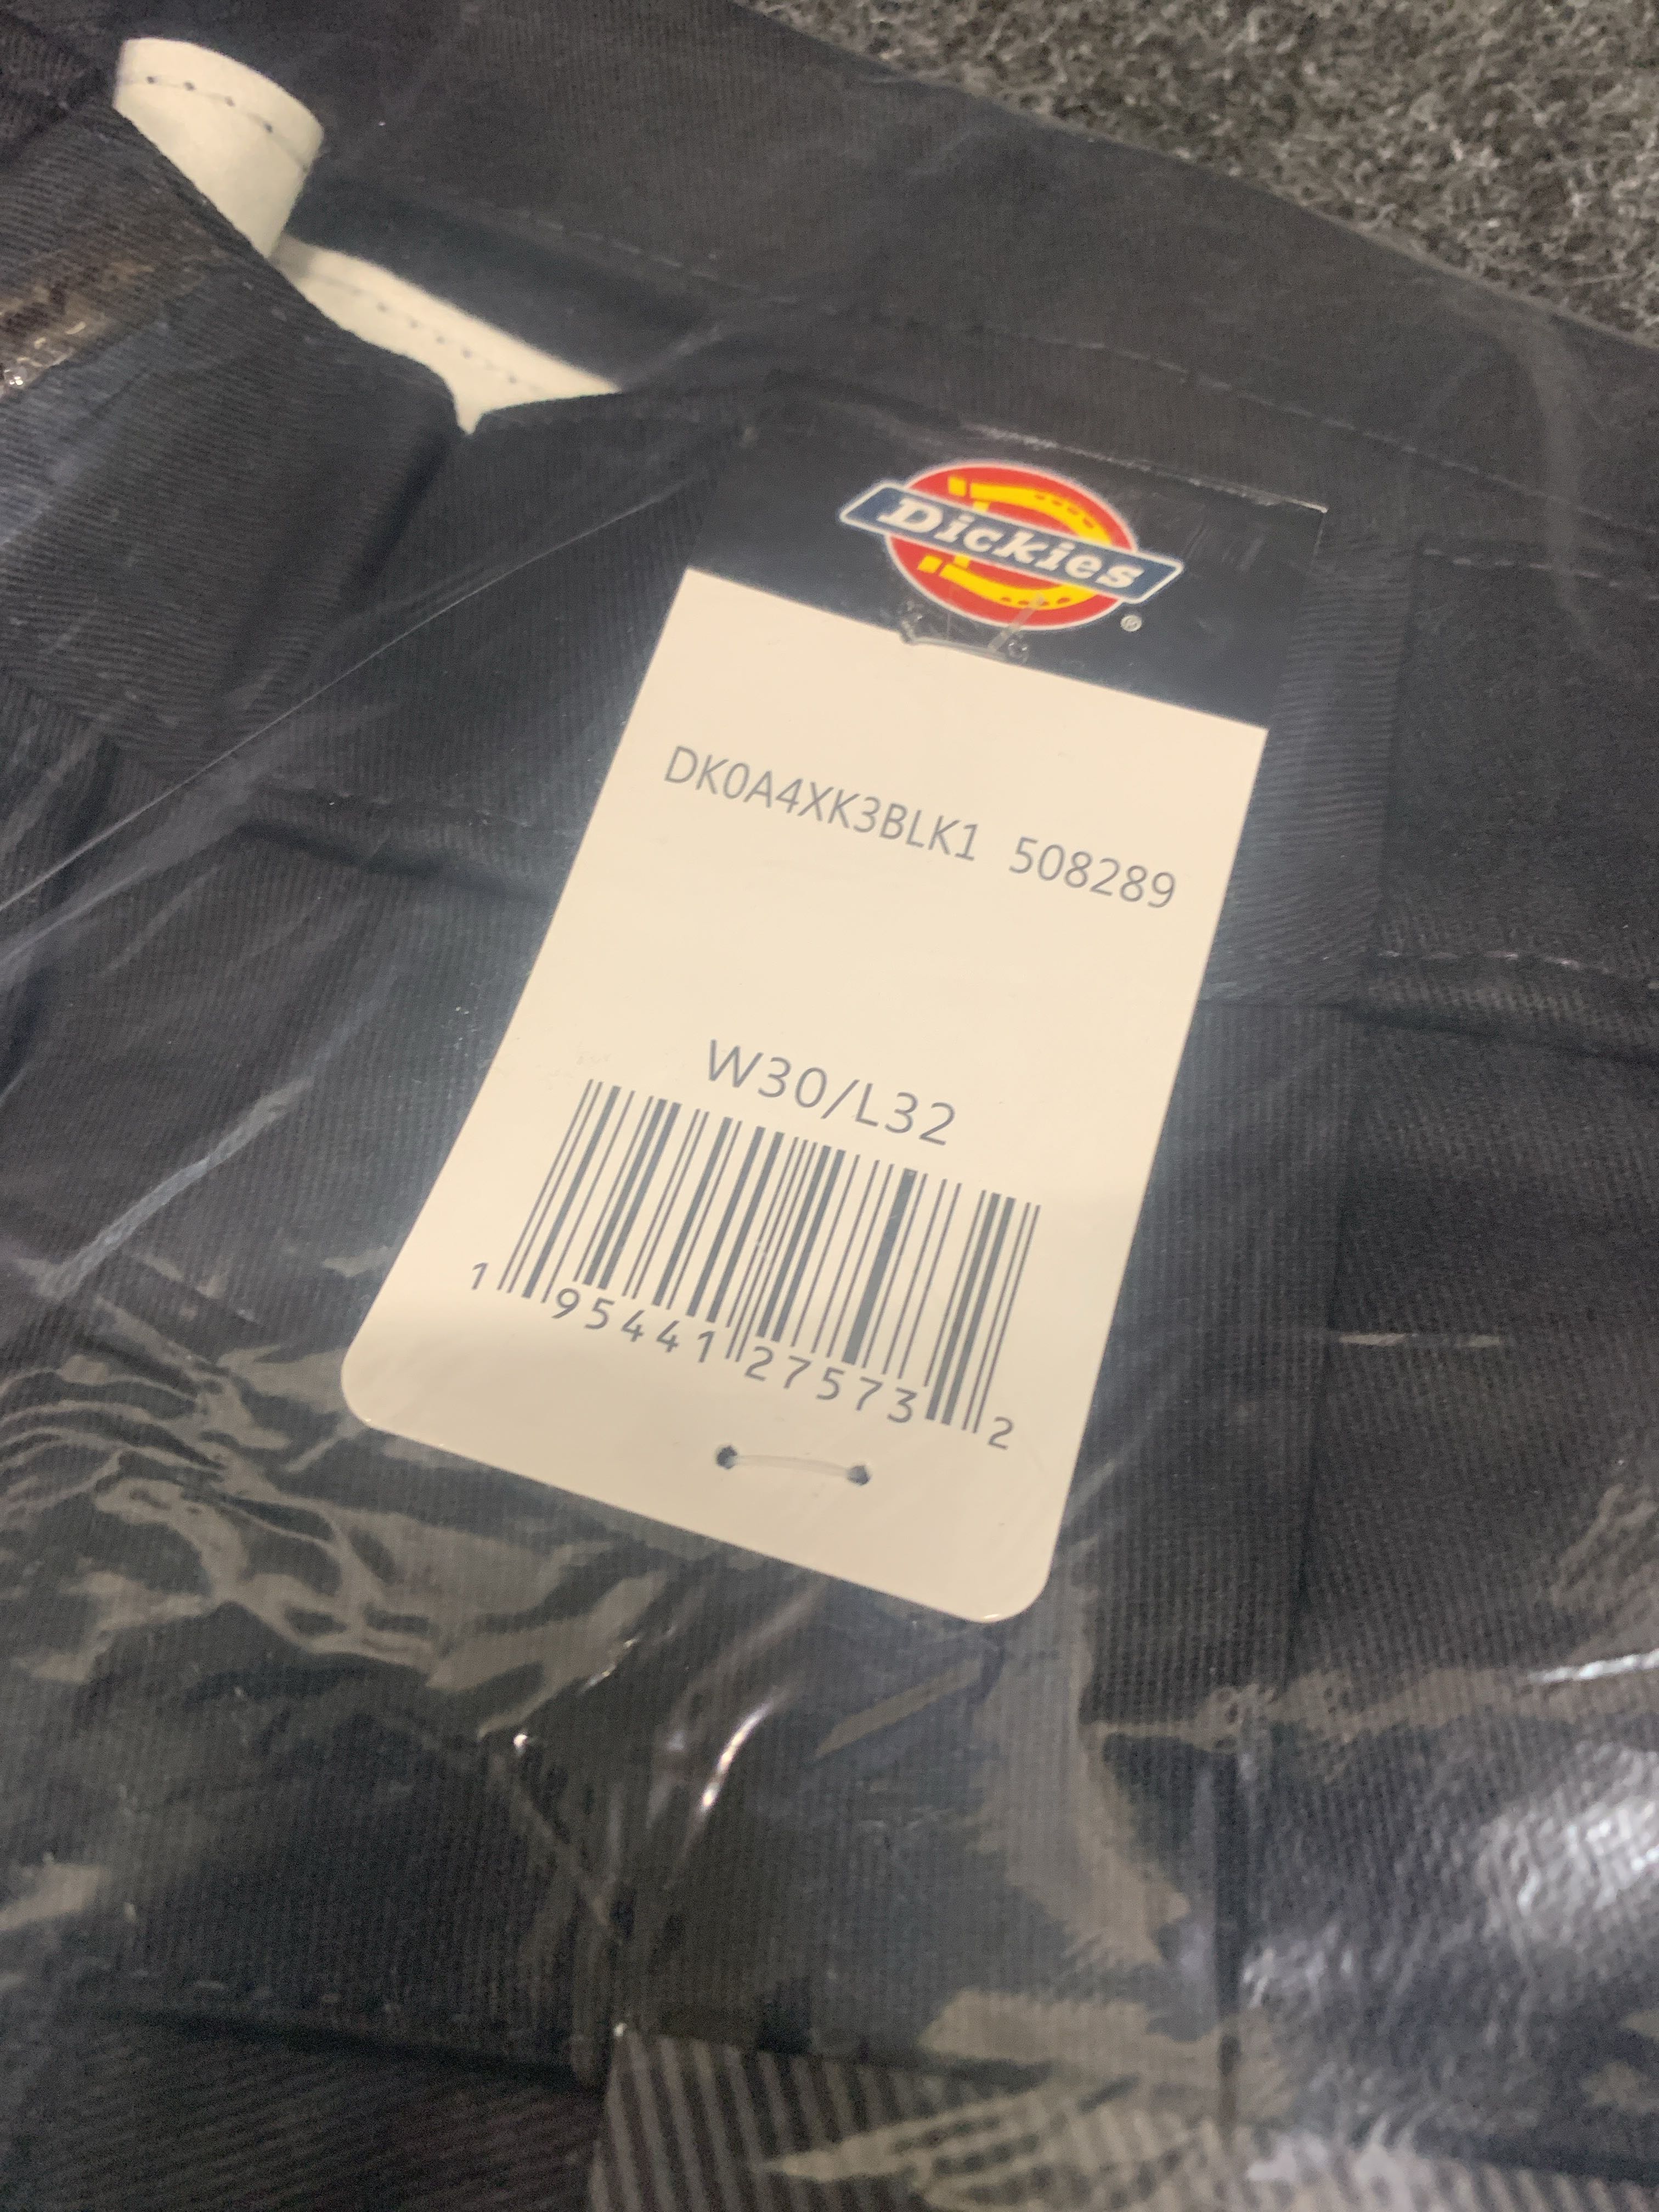 Dickies®
DK0A4XK3BLK1 508289
W30/L32
1 95441 27573 2